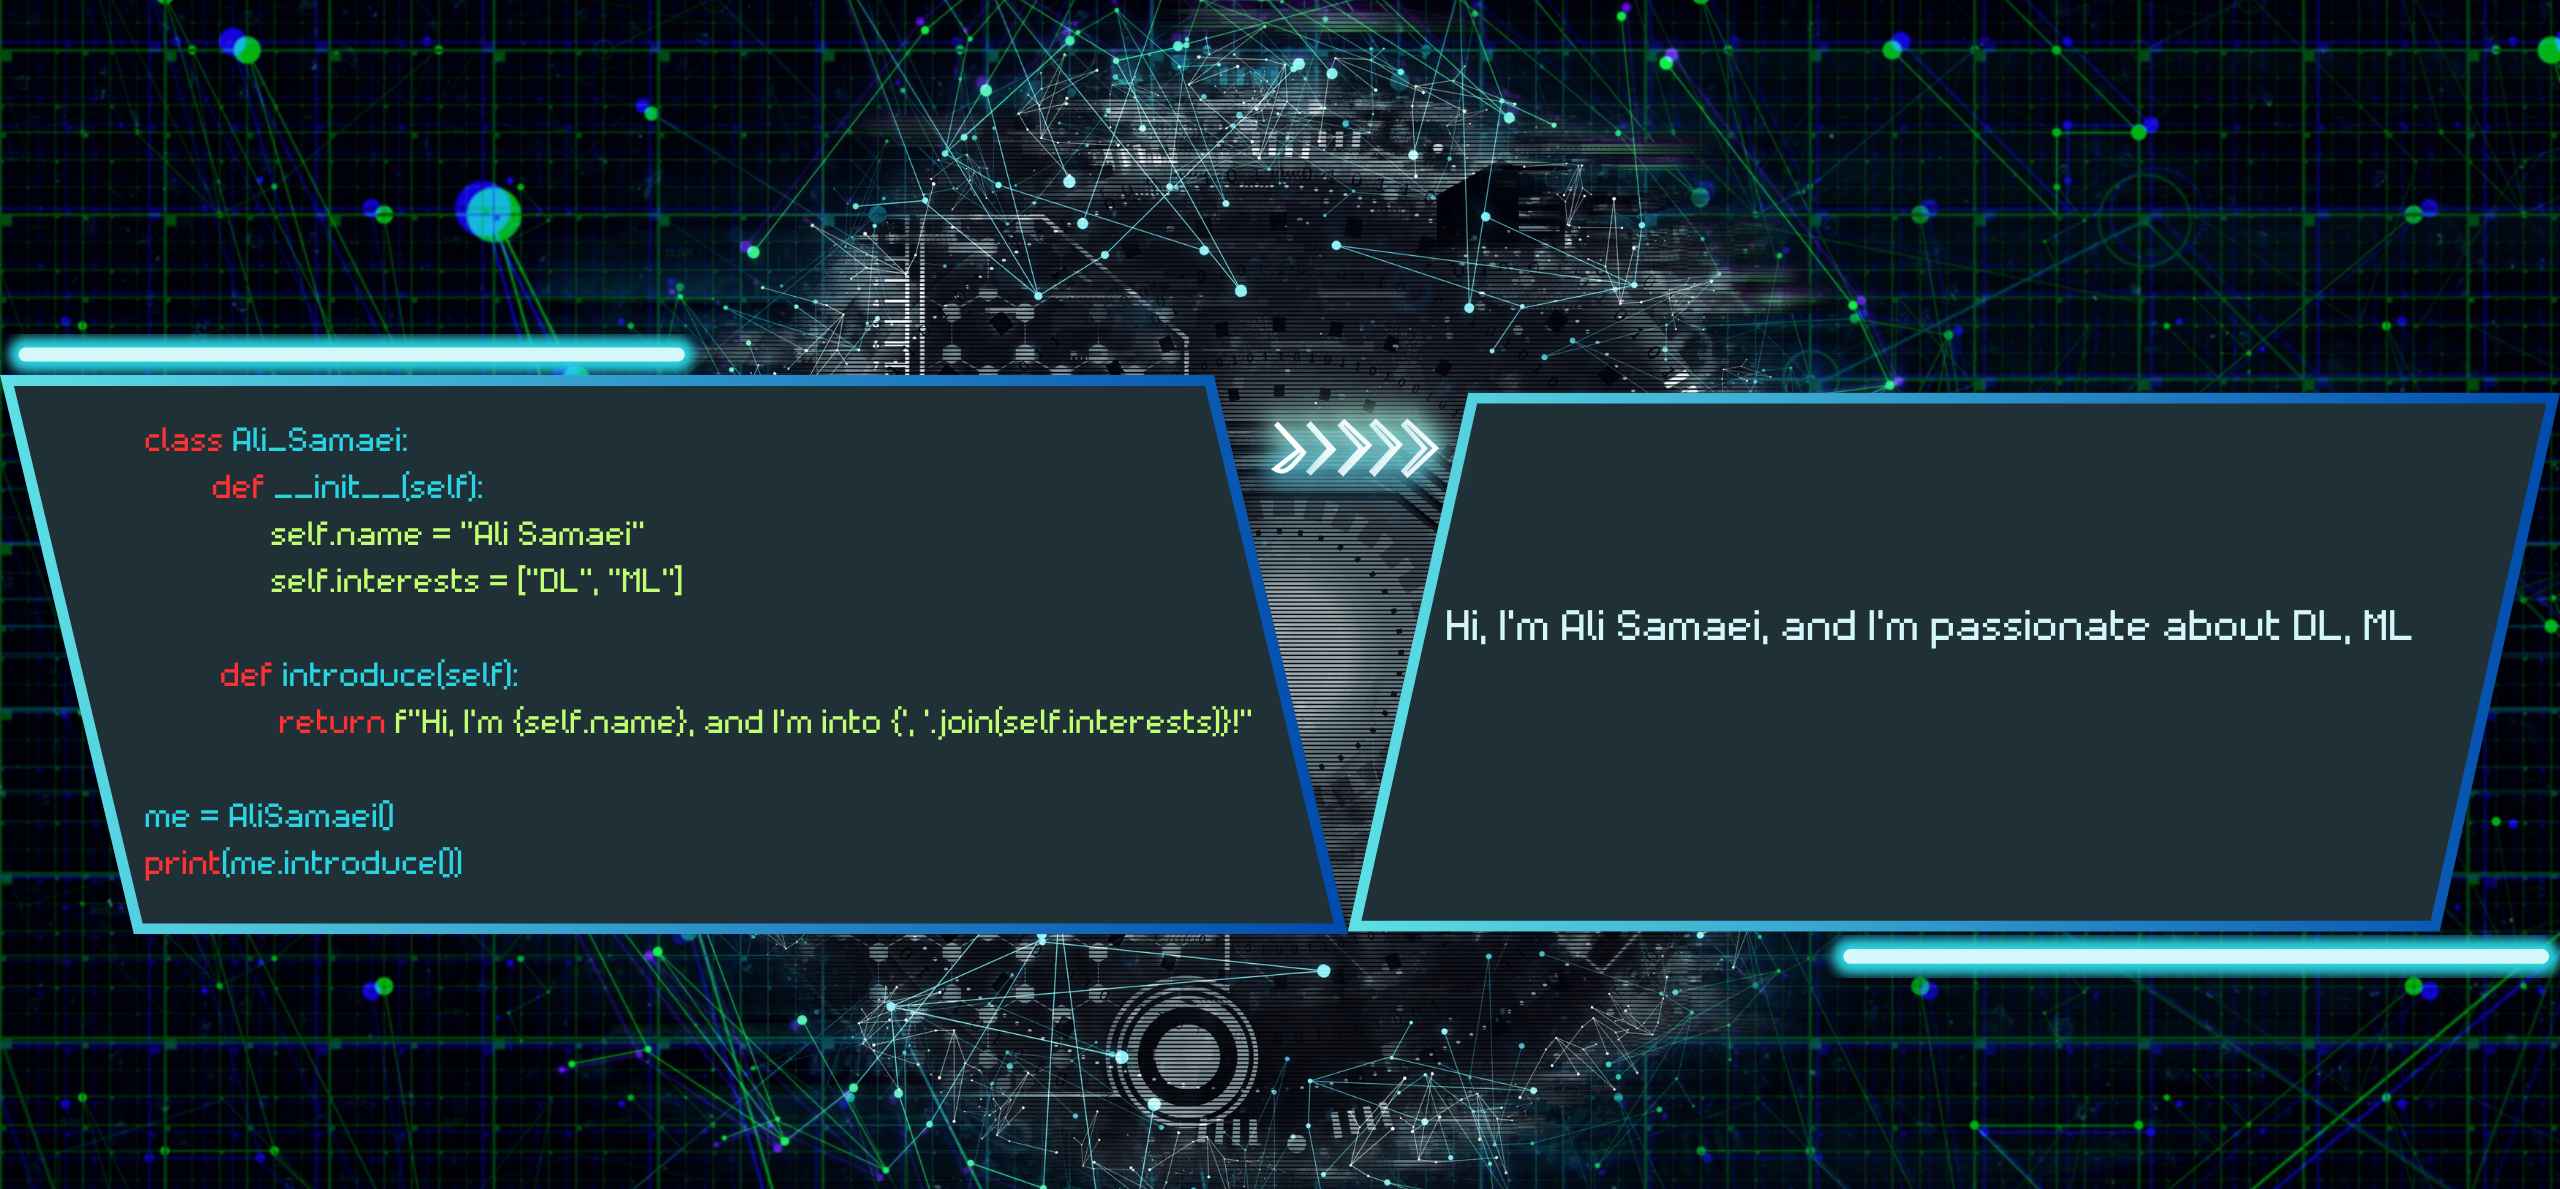 class Ali_Samaei:
def __init__(self):
self.name = "Ali Samaei"
self.interests = ["DL", "ML"]
def introduce(self):
return f"Hi, I'm {self.name}, and I'm into {', '.join(self.interests)}!"
me = AliSamaei()
print(me.introduce())
Hi, I'm Ali Samaei, and I'm passionate about DL, ML